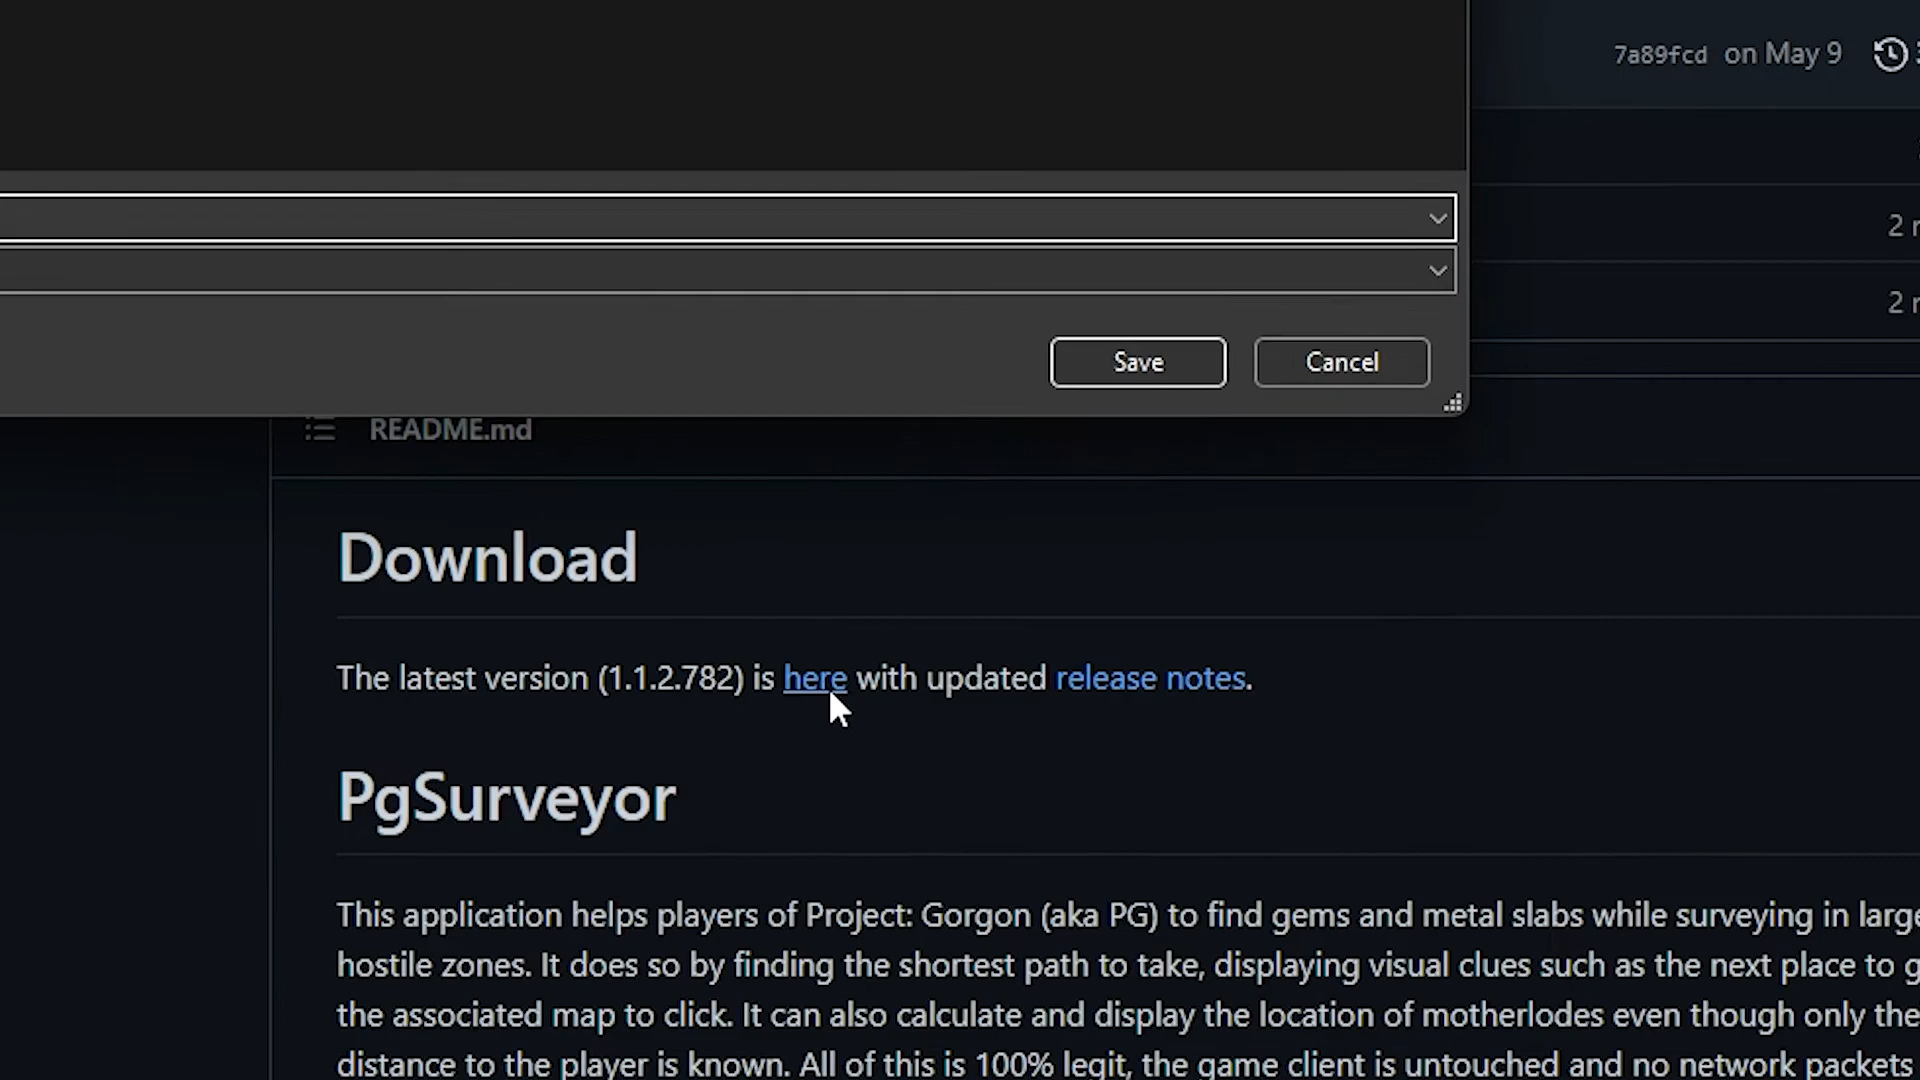 7a89fcd on May 9
2
2
Save Cancel
README.md
Download
The latest version (1.1.2.782) is here with updated release notes.
PgSurveyor
This application helps players of Project: Gorgon (aka PG) to find gems and metal slabs while surveying in large
hostile zones. It does so by finding the shortest path to take, displaying visual clues such as the next place to
the associated map to click. It can also calculate and display the location of motherlodes even though only the
distance to the player is known. All of this is 100% legit, the game client is untouched and no network packets